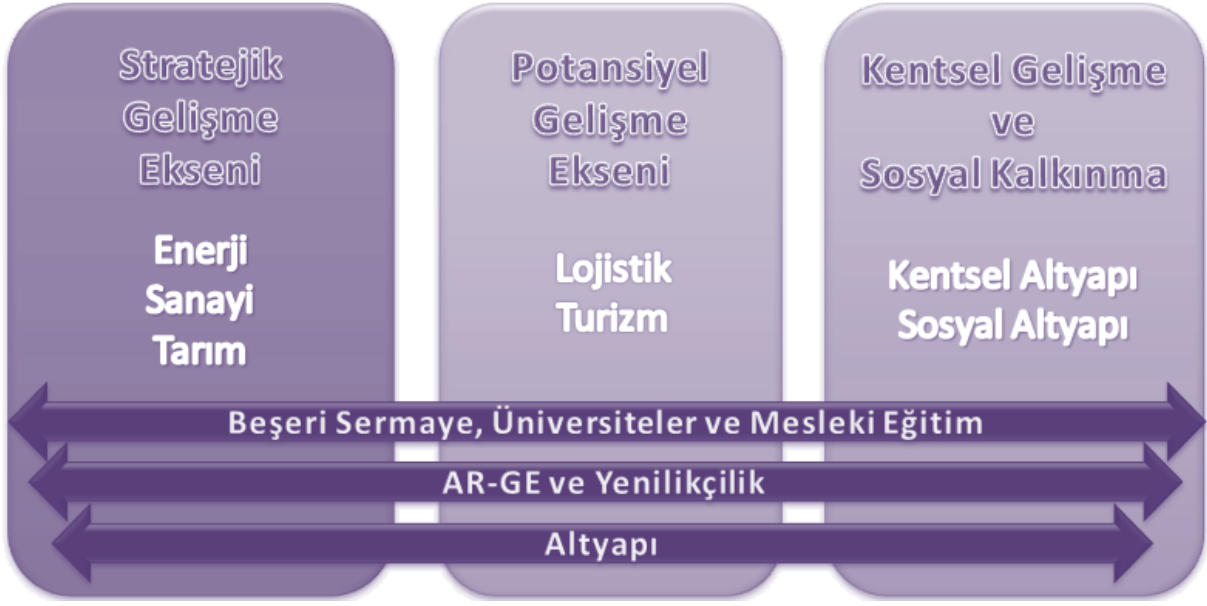 Stratejik
Gelişme
Ekseni
Enerji
Sanayi
Tarım
Potansiyel
Gelişme
Ekseni
Lojistik
Turizm
Kentsel Gelişme
ve
Sosyal Kalkınma
Kentsel Altyapı
Sosyal Altyapı
Beşeri Sermaye, Üniversiteler ve Mesleki Eğitim
AR-GE ve Yenilikçilik
Altyapı